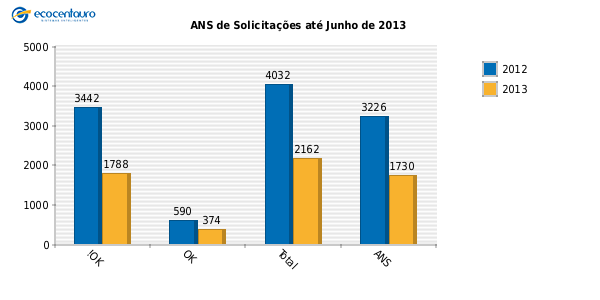 ecocentauro
ANS de Solicitações até Junho de 2013
5000
4000
3000
2000
1000
0
3442
1788
590
374
4032
2162
3226
1730
!OK
OK
Total
ANS
2012
2013